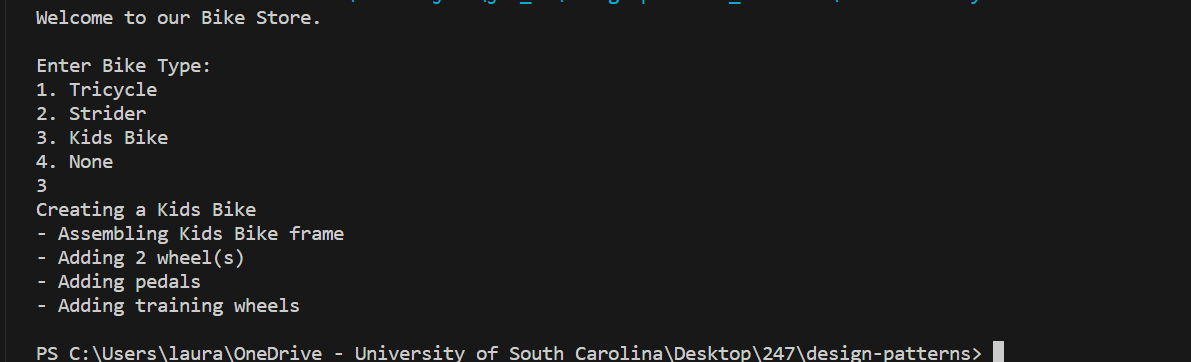 Welcome to our Bike Store.
Enter Bike Type:
1. Tricycle
2. Strider
3. Kids Bike
4. None
3
Creating a Kids Bike
- Assembling Kids Bike frame
- Adding 2 wheel(s)
- Adding pedals
- Adding training wheels
PS C:\Users\laura\OneDrive - University of South Carolina\Desktop\247\design-patterns>